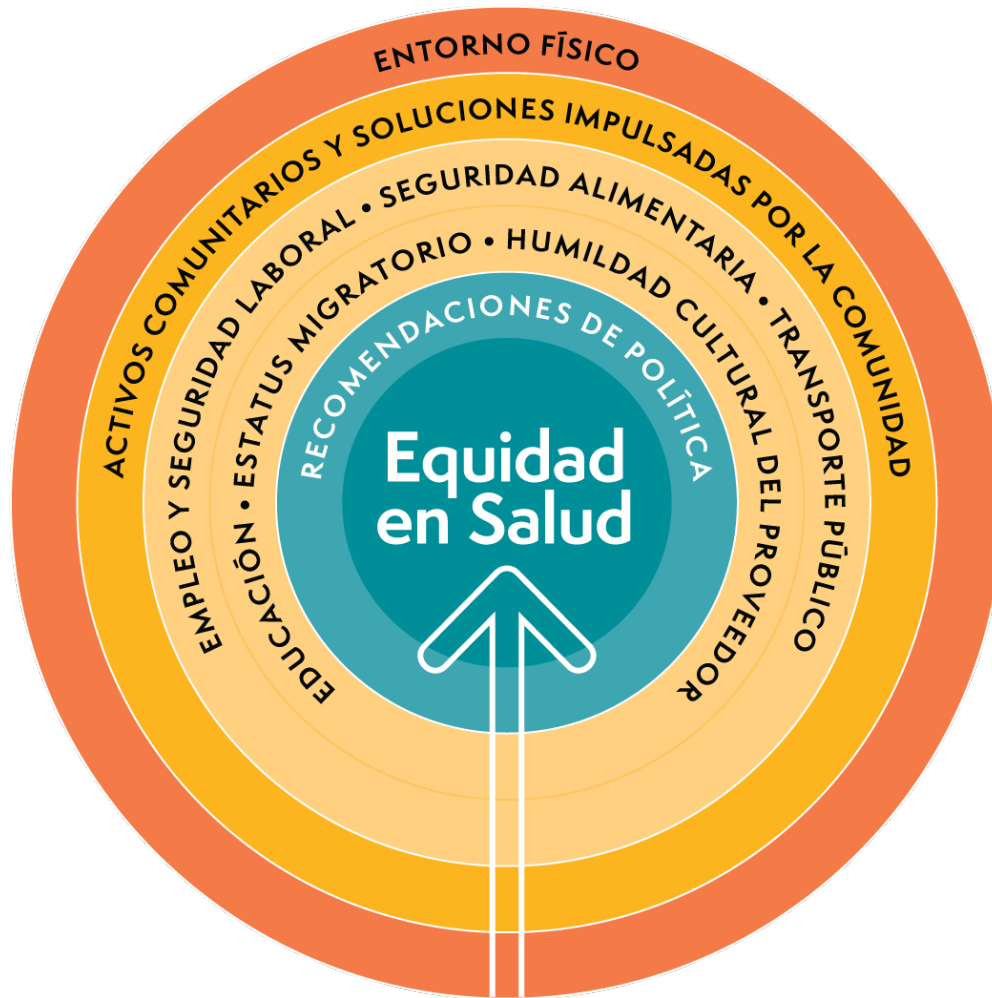 ENTORNO FÍSICO
ACTIVOS COMUNITARIOS Y SOLUCIONES IMPULSADAS POR LA COMUNIDAD
EMPLEO Y SEGURIDAD LABORAL • SEGURIDAD ALIMENTARIA • TRANSPORTE PÚBLICO
EDUCACIÓN • ESTATUS MIGRATORIO • HUMILDAD CULTURAL DEL PROVEEDOR
RECOMENDACIONES DE POLÍTICA
Equidad
en Salud